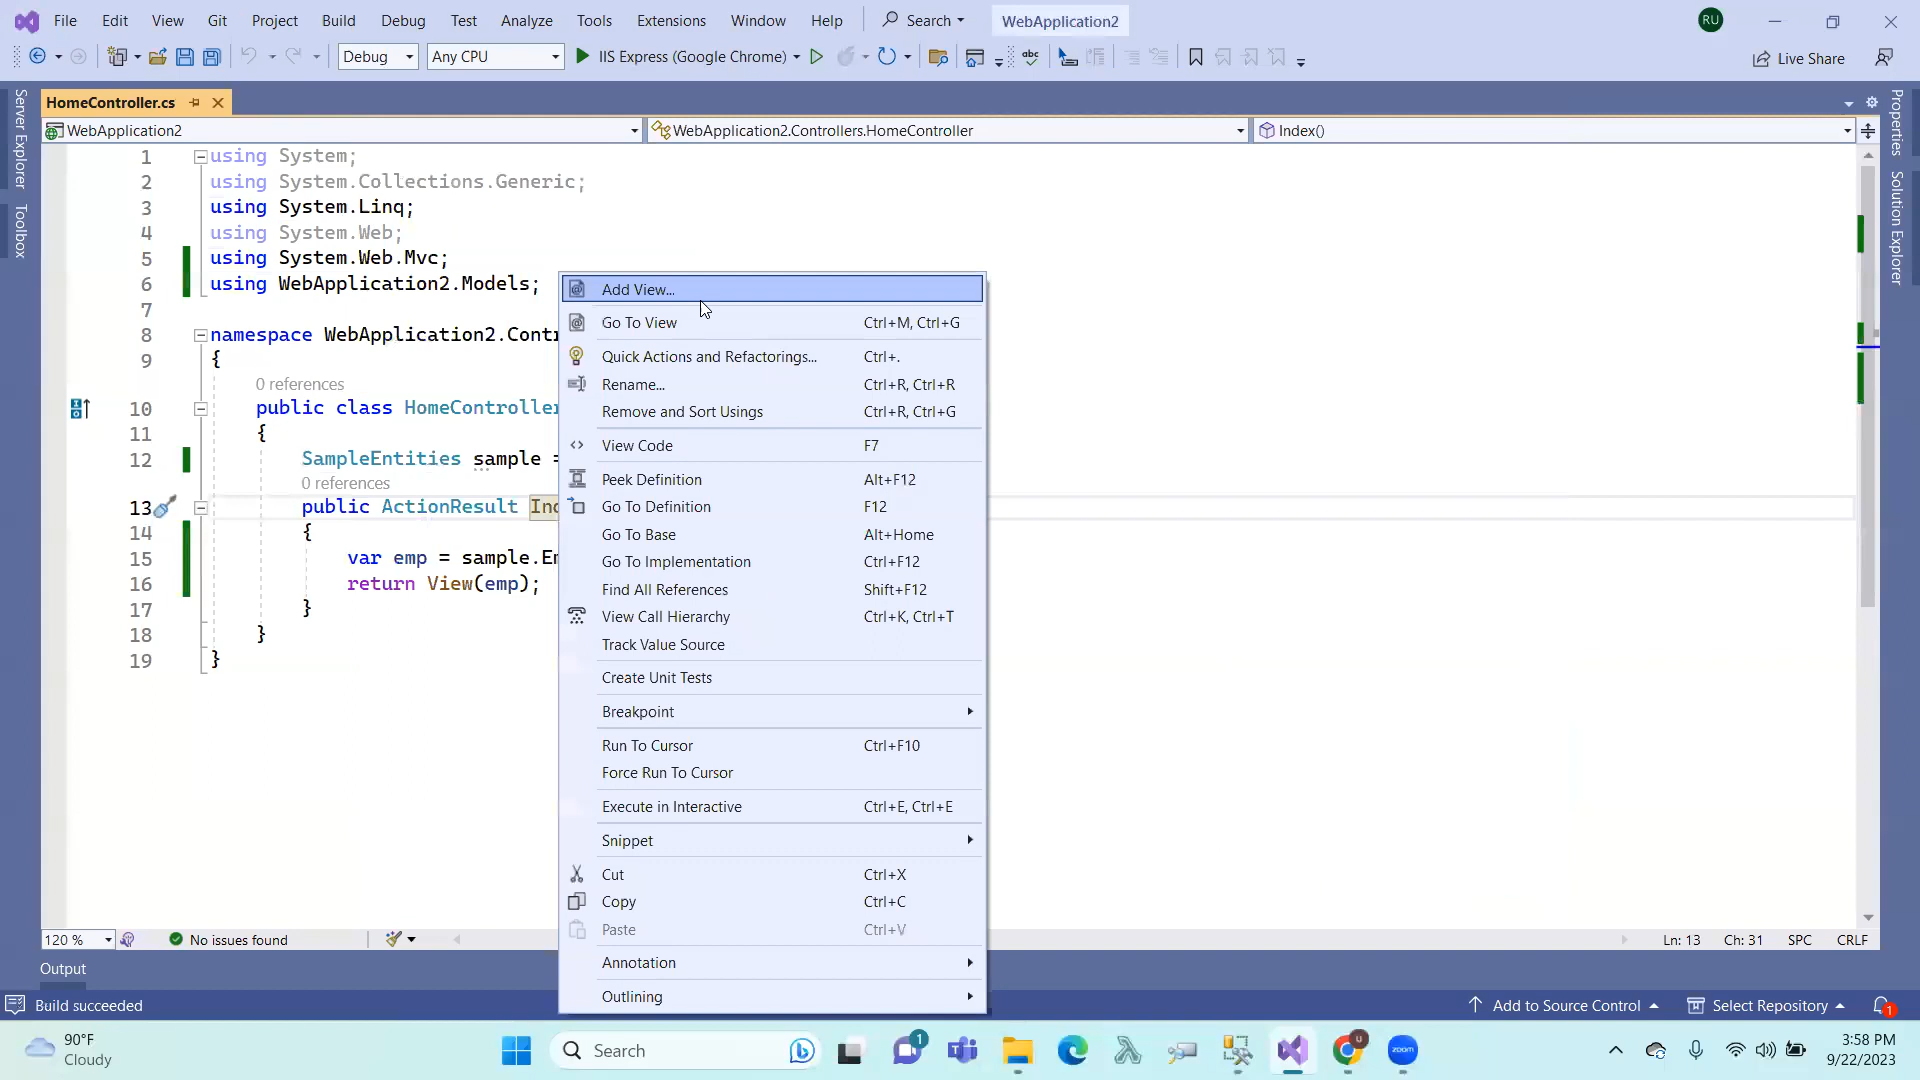 File Edit View Git Project Build Debug Test Analyze Tools Extensions Window Help Search WebApplication2 RU
Debug Any CPU IIS Express (Google Chrome) abc Live Share
HomeController.cs
WebApplication2 WebApplication2.Controllers.HomeController Index()
Server Explorer
Toolbox
Properties
Solution Explorer
1 using System;
2 using System.Collections.Generic;
3 using System.Linq;
4 using System.Web;
5 using System.Web.Mvc;
6 using WebApplication2.Models;
7
8 namespace WebApplication2.Contr
9 {
0 references
10 public class HomeController
11 {
12 SampleEntities sample =
0 references
13 public ActionResult Ind
14 {
15 var emp = sample.Em
16 return View(emp);
17 }
18 }
19 }
Add View...
Go To View Ctrl+M, Ctrl+G
Quick Actions and Refactorings... Ctrl+.
Rename... Ctrl+R, Ctrl+R
Remove and Sort Usings Ctrl+R, Ctrl+G
View Code F7
Peek Definition Alt+F12
Go To Definition F12
Go To Base Alt+Home
Go To Implementation Ctrl+F12
Find All References Shift+F12
View Call Hierarchy Ctrl+K, Ctrl+T
Track Value Source
Create Unit Tests
Breakpoint
Run To Cursor Ctrl+F10
Force Run To Cursor
Execute in Interactive Ctrl+E, Ctrl+E
Snippet
Cut Ctrl+X
Copy Ctrl+C
Paste Ctrl+V
Annotation
Outlining
120 % No issues found Ln: 13 Ch: 31 SPC CRLF
Output
Build succeeded Add to Source Control Select Repository 1
90°F
Cloudy
Search 1 U zoom
3:58 PM
9/22/2023